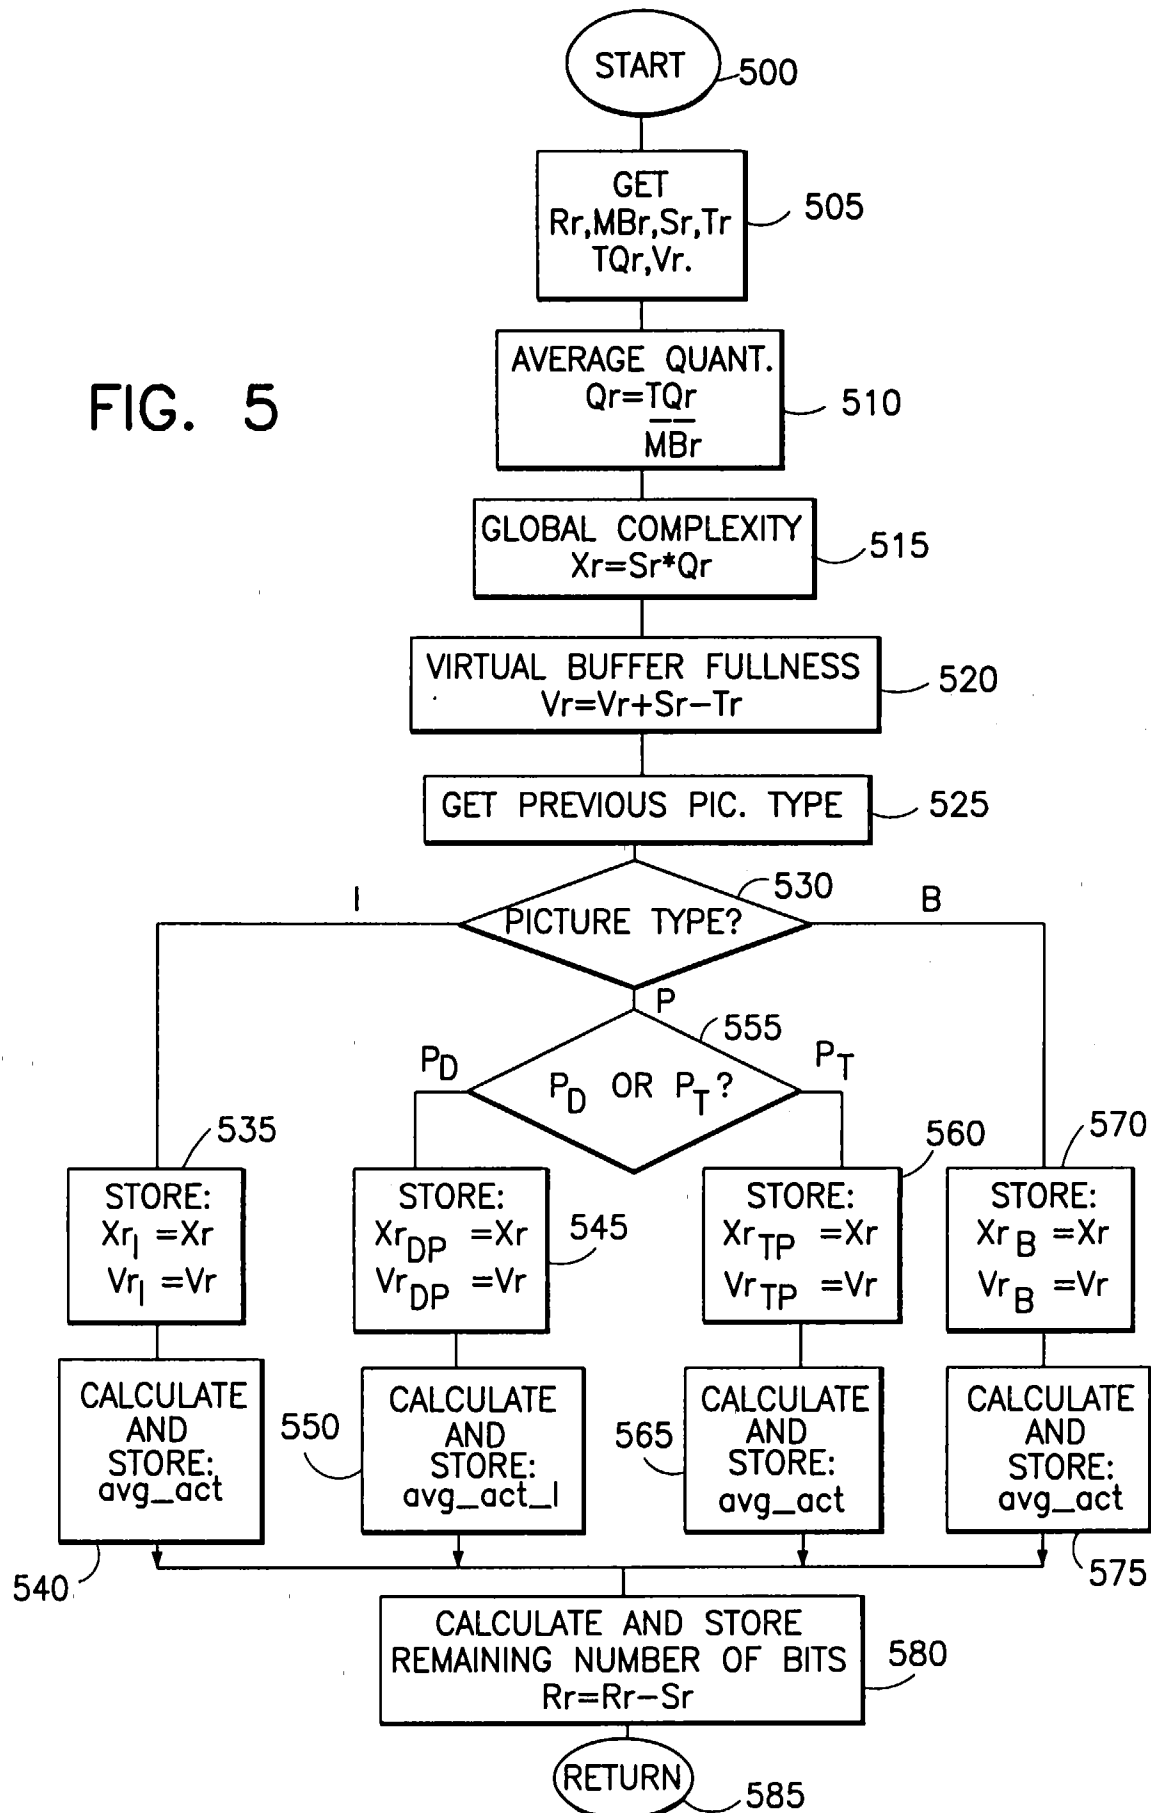 START
500
GET
Rr,MBr,Sr,Tr
TQr,Vr.
505
FIG. 5
AVERAGE QUANT.
Qr=TQr
MBr
510
GLOBAL COMPLEXITY
Xr=Sr*Qr
515
VIRTUAL BUFFER FULLNESS
Vr=Vr+Sr-Tr
520
GET PREVIOUS PIC. TYPE
525
530
I
PICTURE TYPE?
B
P
555
PD
PD OR PT?
PT
535
STORE:
XrI =Xr
VrI =Vr
STORE:
XrDP =Xr
VrDP =Vr
545
560
STORE:
XrTP =Xr
VrTP =Vr
570
STORE:
XrB =Xr
VrB =Vr
CALCULATE
AND
STORE:
avg_act
540
550
CALCULATE
AND
STORE:
avg_act_I
565
CALCULATE
AND
STORE:
avg_act
CALCULATE
AND
STORE:
avg_act
575
CALCULATE AND STORE
REMAINING NUMBER OF BITS
Rr=Rr-Sr
580
RETURN
585